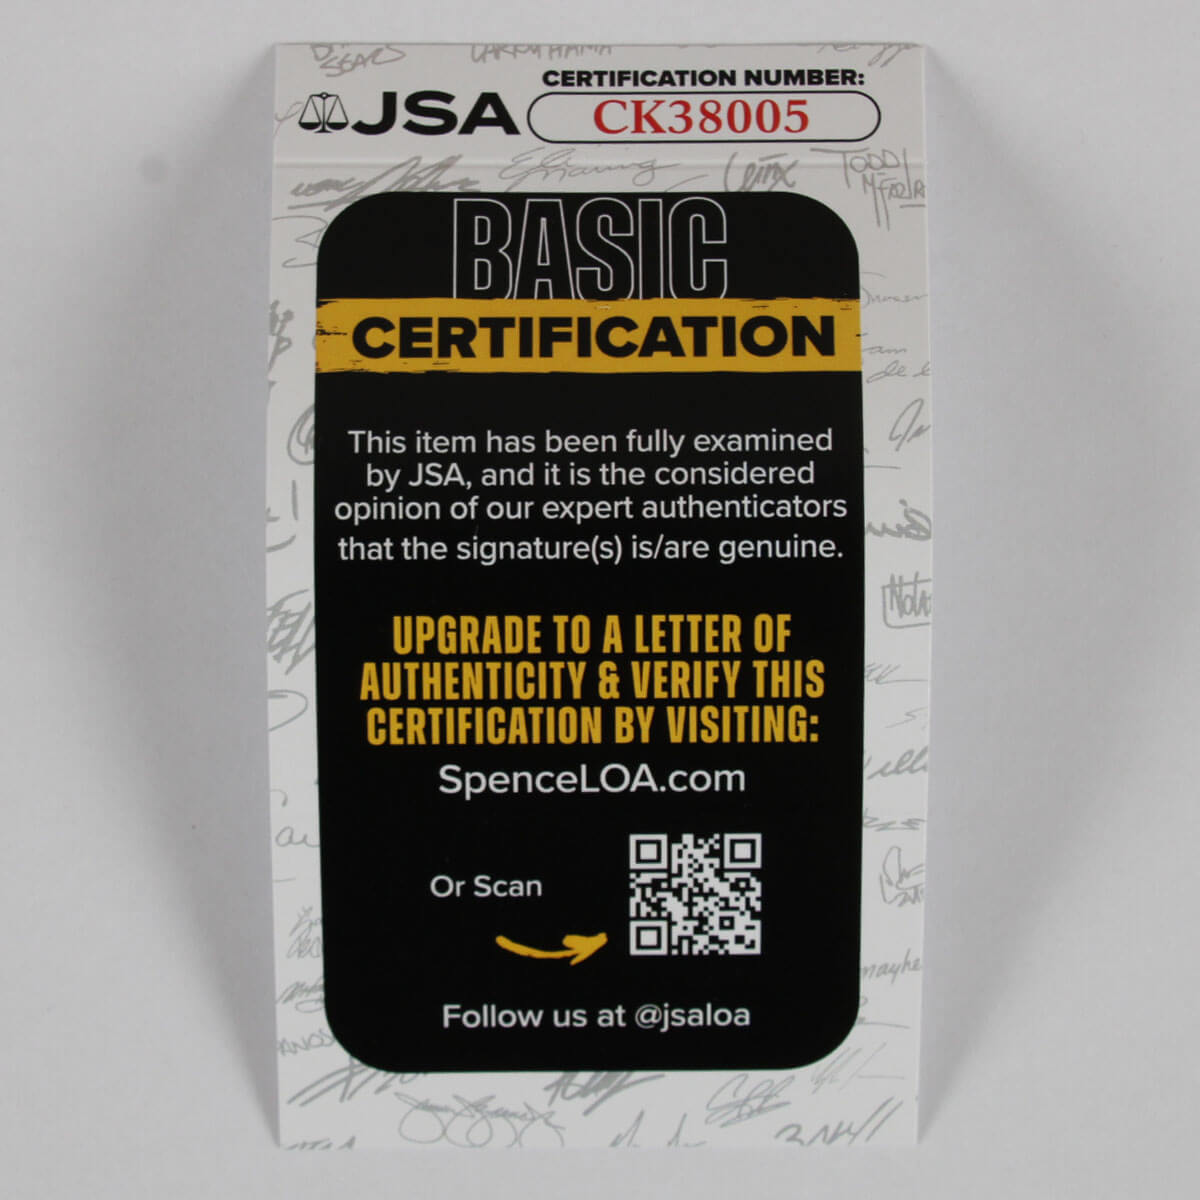 CERTIFICATION NUMBER:
JSA
CK38005
BASIC
CERTIFICATION
This item has been fully examined
by JSA, and it is the considered
opinion of our expert authenticators
that the signature(s) is/are genuine.
UPGRADE TO A LETTER OF
AUTHENTICITY & VERIFY THIS
CERTIFICATION BY VISITING:
SpenceLOA.com
Or Scan
Follow us at @jsaloa